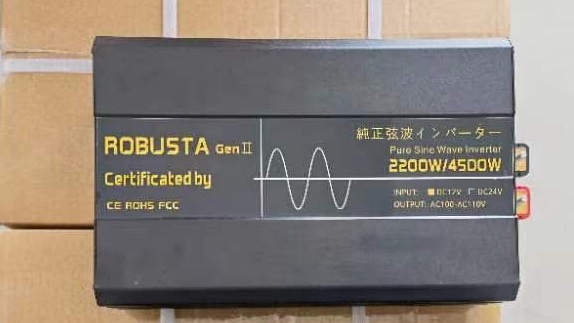 ROBUSTA Gen II
Certificated by
CE ROHS FCC
純正弦波インバーター
Pure Sine Wave Inverter
2200W/4500W
INPUT: DC12V DC24V
OUTPUT: AC100-AC110V